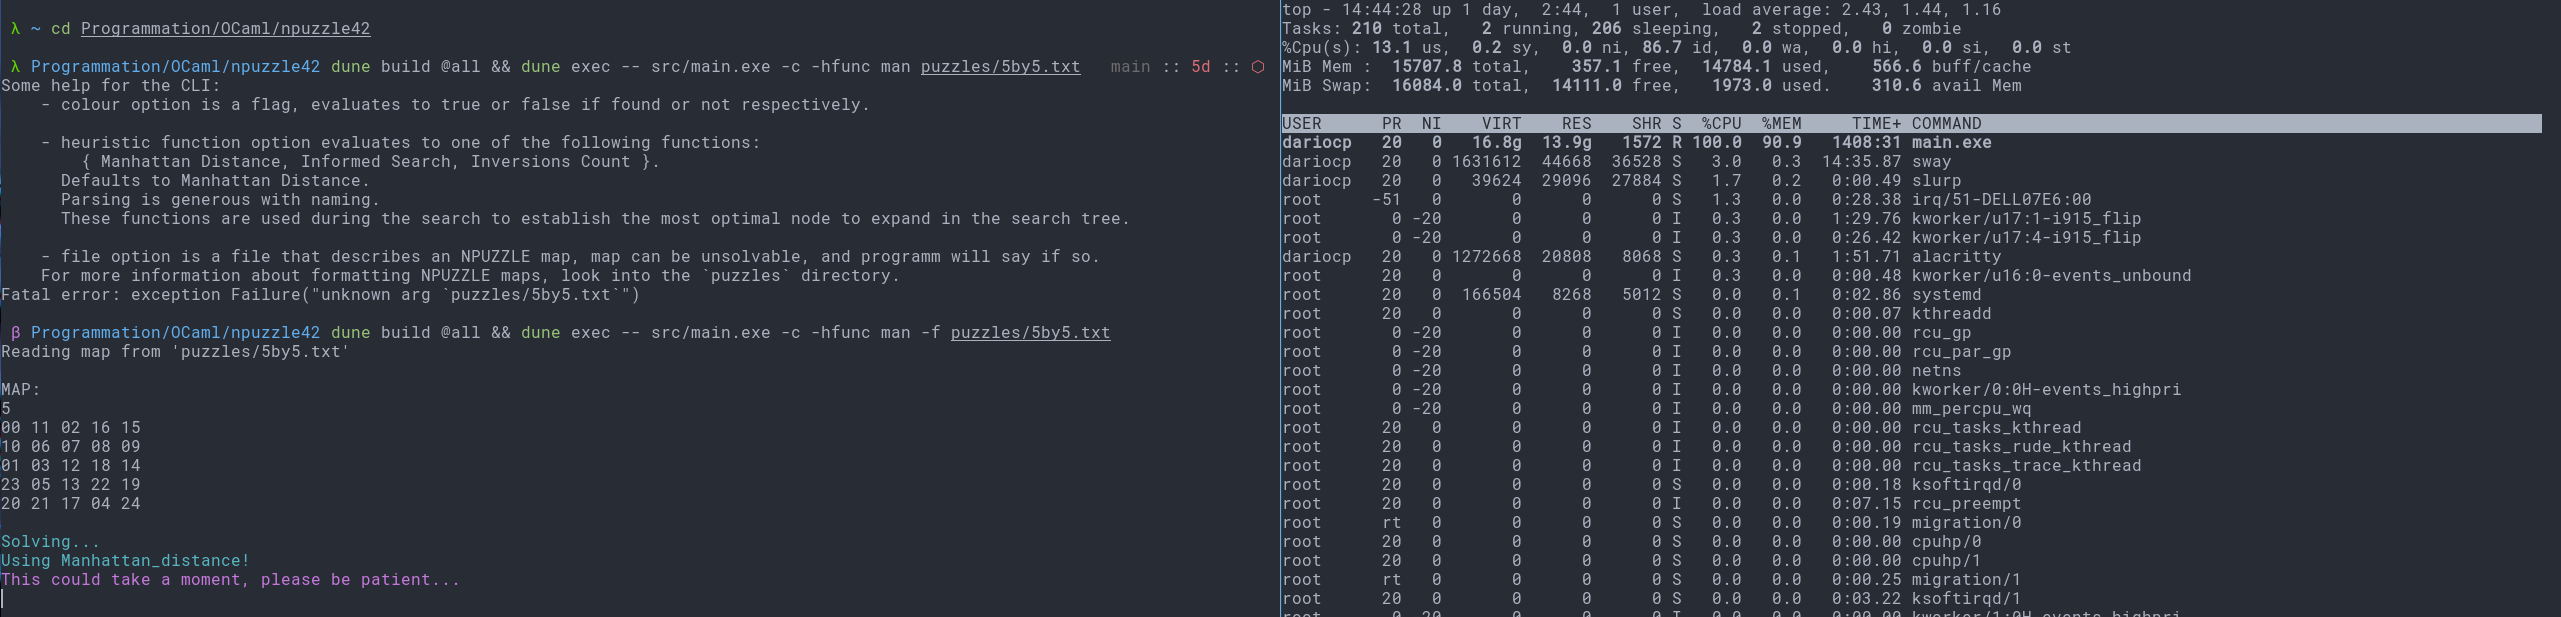 λ ~ cd Programmation/OCaml/npuzzle42
λ Programmation/OCaml/npuzzle42 dune build @all && dune exec -- src/main.exe -c -hfunc man puzzles/5by5.txt   main :: 5d :: ⬡
Some help for the CLI:
    - colour option is a flag, evaluates to true or false if found or not respectively.
    - heuristic function option evaluates to one of the following functions:
        { Manhattan Distance, Informed Search, Inversions Count }.
      Defaults to Manhattan Distance.
      Parsing is generous with naming.
      These functions are used during the search to establish the most optimal node to expand in the search tree.
    - file option is a file that describes an NPUZZLE map, map can be unsolvable, and programm will say if so.
    For more information about formatting NPUZZLE maps, look into the `puzzles` directory.
Fatal error: exception Failure("unknown arg `puzzles/5by5.txt`")
β Programmation/OCaml/npuzzle42 dune build @all && dune exec -- src/main.exe -c -hfunc man -f puzzles/5by5.txt
Reading map from 'puzzles/5by5.txt'
MAP:
5
00 11 02 16 15
10 06 07 08 09
01 03 12 18 14
23 05 13 22 19
20 21 17 04 24
Solving...
Using Manhattan_distance!
This could take a moment, please be patient...
top - 14:44:28 up 1 day,  2:44,  1 user,  load average: 2.43, 1.44, 1.16
Tasks: 210 total,   2 running, 206 sleeping,   2 stopped,   0 zombie
%Cpu(s): 13.1 us,  0.2 sy,  0.0 ni, 86.7 id,  0.0 wa,  0.0 hi,  0.0 si,  0.0 st
MiB Mem :  15707.8 total,    357.1 free,  14784.1 used,    566.6 buff/cache
MiB Swap:  16084.0 total,  14111.0 free,   1973.0 used.    310.6 avail Mem
USER      PR  NI    VIRT    RES    SHR S  %CPU  %MEM     TIME+ COMMAND
dariocp   20   0   16.8g  13.9g   1572 R 100.0  90.9   1408:31 main.exe
dariocp   20   0 1631612  44668  36528 S   3.0   0.3  14:35.87 sway
dariocp   20   0   39624  29096  27884 S   1.7   0.2   0:00.49 slurp
root     -51   0       0      0      0 S   1.3   0.0   0:28.38 irq/51-DELL07E6:00
root       0 -20       0      0      0 I   0.3   0.0   1:29.76 kworker/u17:1-i915_flip
root       0 -20       0      0      0 I   0.3   0.0   0:26.42 kworker/u17:4-i915_flip
dariocp   20   0 1272668  20808   8068 S   0.3   0.1   1:51.71 alacritty
root      20   0       0      0      0 I   0.3   0.0   0:00.48 kworker/u16:0-events_unbound
root      20   0  166504   8268   5012 S   0.0   0.1   0:02.86 systemd
root      20   0       0      0      0 S   0.0   0.0   0:00.07 kthreadd
root       0 -20       0      0      0 I   0.0   0.0   0:00.00 rcu_gp
root       0 -20       0      0      0 I   0.0   0.0   0:00.00 rcu_par_gp
root       0 -20       0      0      0 I   0.0   0.0   0:00.00 netns
root       0 -20       0      0      0 I   0.0   0.0   0:00.00 kworker/0:0H-events_highpri
root       0 -20       0      0      0 I   0.0   0.0   0:00.00 mm_percpu_wq
root      20   0       0      0      0 I   0.0   0.0   0:00.00 rcu_tasks_kthread
root      20   0       0      0      0 I   0.0   0.0   0:00.00 rcu_tasks_rude_kthread
root      20   0       0      0      0 I   0.0   0.0   0:00.00 rcu_tasks_trace_kthread
root      20   0       0      0      0 S   0.0   0.0   0:00.18 ksoftirqd/0
root      20   0       0      0      0 I   0.0   0.0   0:07.15 rcu_preempt
root      rt   0       0      0      0 S   0.0   0.0   0:00.19 migration/0
root      20   0       0      0      0 S   0.0   0.0   0:00.00 cpuhp/0
root      20   0       0      0      0 S   0.0   0.0   0:00.00 cpuhp/1
root      rt   0       0      0      0 S   0.0   0.0   0:00.25 migration/1
root      20   0       0      0      0 S   0.0   0.0   0:03.22 ksoftirqd/1
root       0 -20       0      0      0 I   0.0   0.0   0:00.00 kworker/1:0H-events_highpri